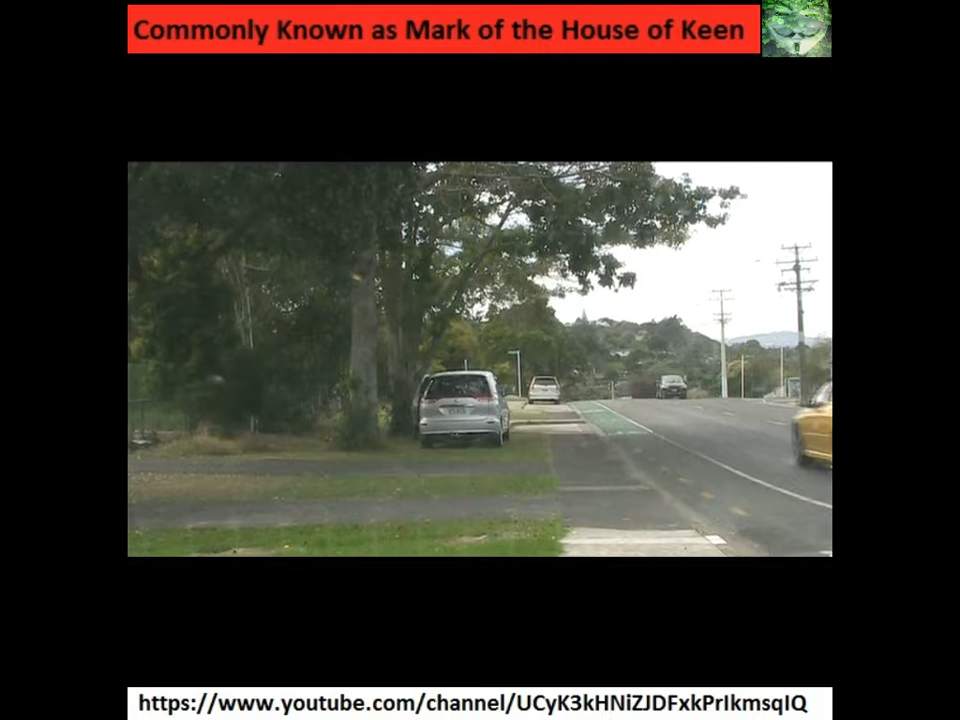 Commonly Known as Mark of the House of Keen
https://www.youtube.com/channel/UCyK3kHNiZJDFxkPrIkmsqIQ